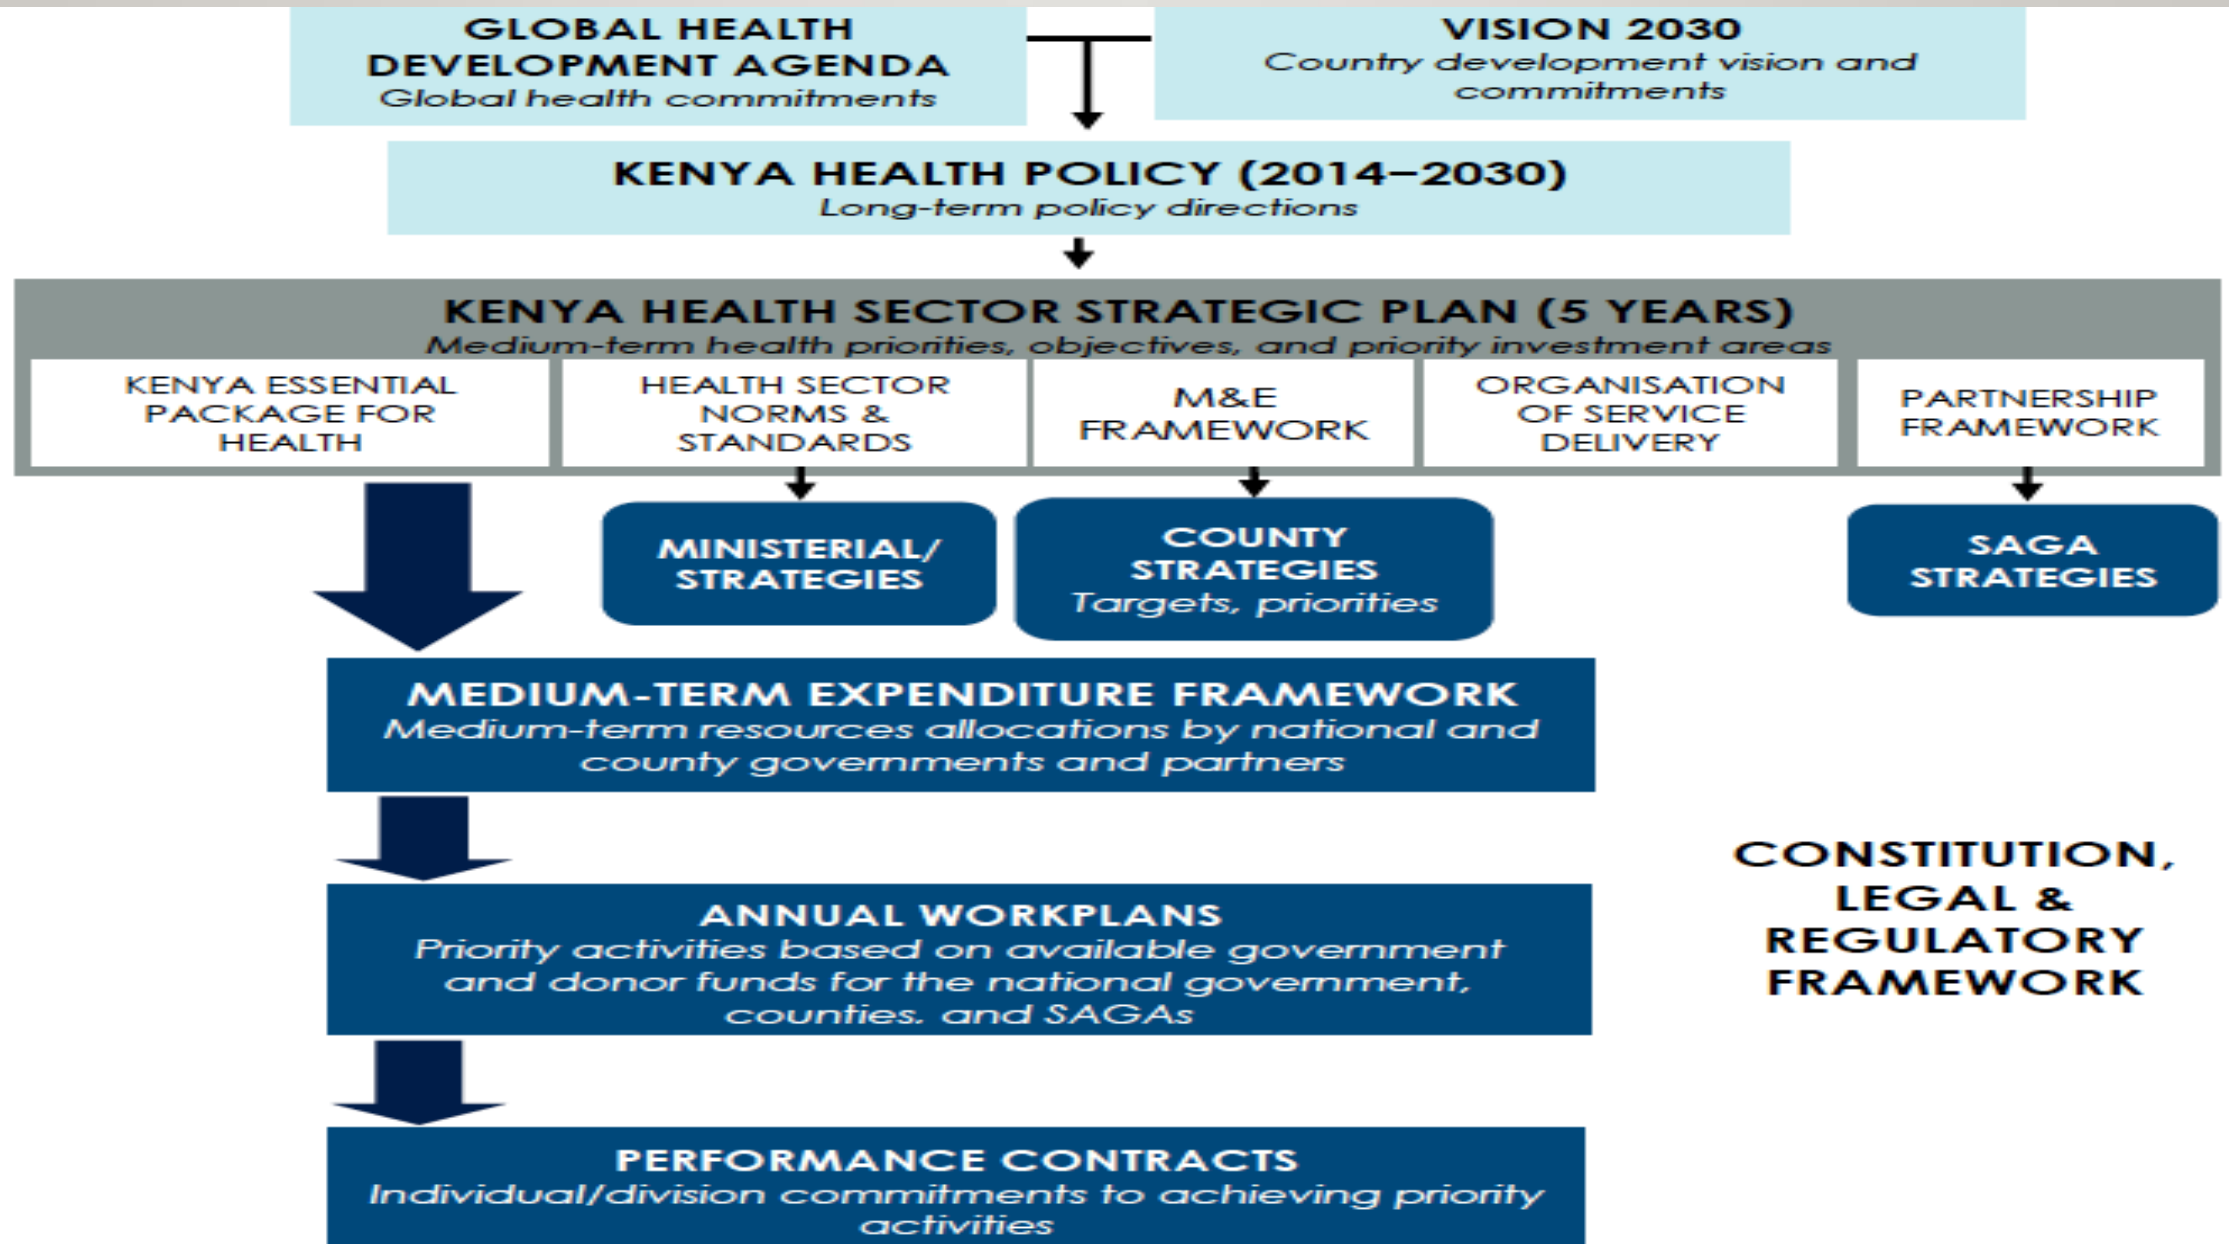 GLOBAL HEALTH
DEVELOPMENT AGENDA
Global health commitments
VISION 2030
Country development vision and
commitments
KENYA HEALTH POLICY (2014–2030)
Long-term policy directions
KENYA HEALTH SECTOR STRATEGIC PLAN (5 YEARS)
Medium-term health priorities, objectives, and priority investment areas
KENYA ESSENTIAL
PACKAGE FOR
HEALTH
HEALTH SECTOR
NORMS &
STANDARDS
M&E
FRAMEWORK
ORGANISATION
OF SERVICE
DELIVERY
PARTNERSHIP
FRAMEWORK
MINISTERIAL/
STRATEGIES
COUNTY
STRATEGIES
Targets, priorities
SAGA
STRATEGIES
MEDIUM-TERM EXPENDITURE FRAMEWORK
Medium-term resources allocations by national and
county governments and partners
ANNUAL WORKPLANS
Priority activities based on available government
and donor funds for the national government,
counties, and SAGAs
CONSTITUTION,
LEGAL &
REGULATORY
FRAMEWORK
PERFORMANCE CONTRACTS
Individual/division commitments to achieving priority
activities